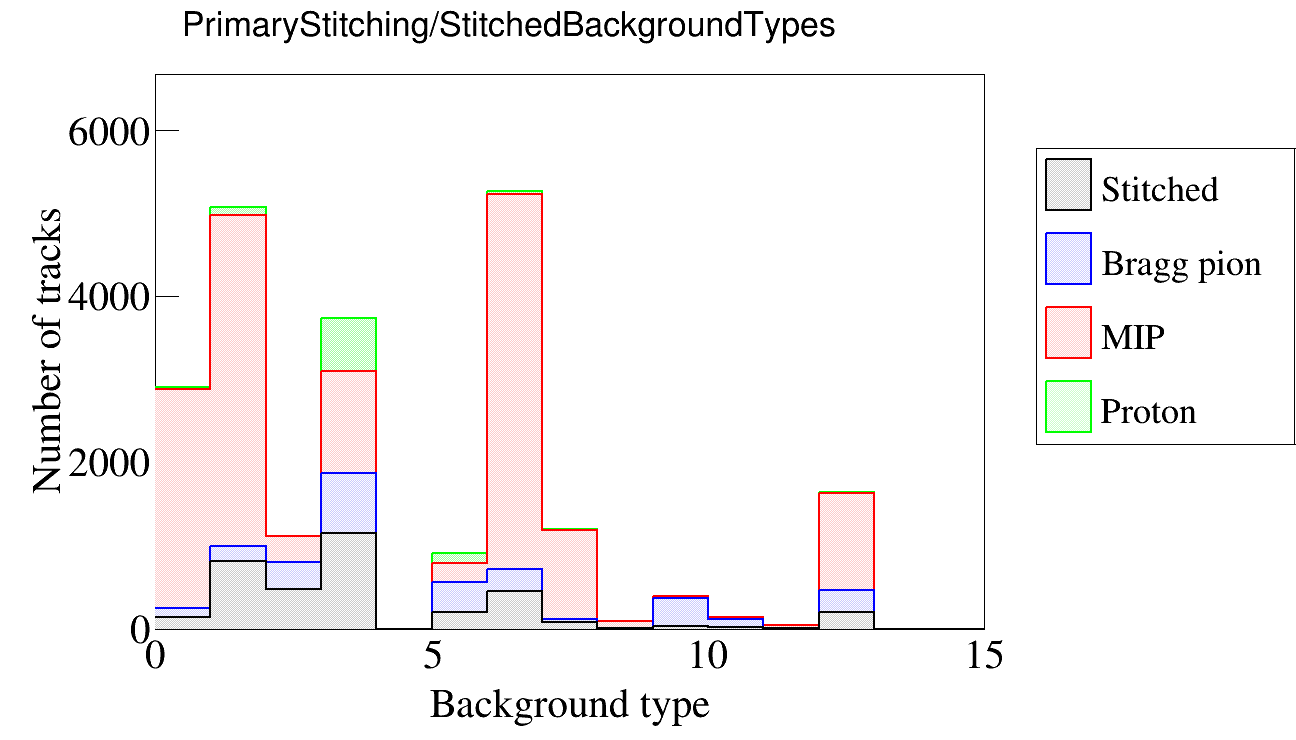 PrimaryStitching/StitchedBackgroundTypes
Number of tracks
6000
4000
2000
0
0
5
10
15
Background type
Stitched
Bragg pion
MIP
Proton